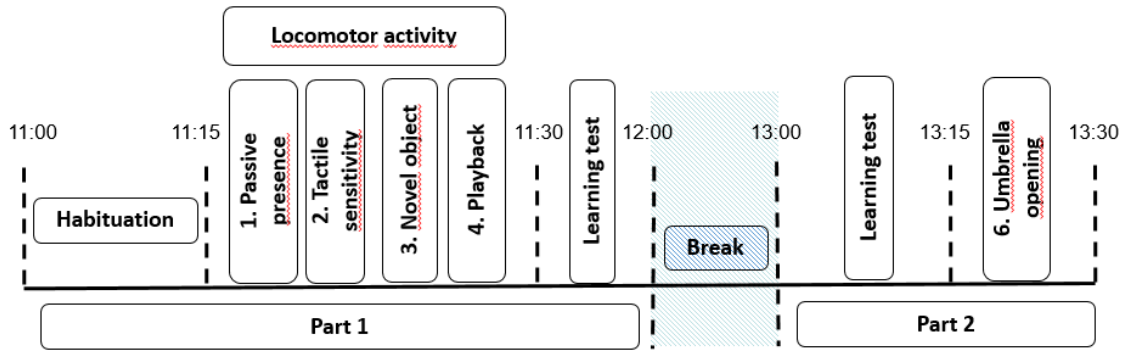 Locomotor activity
11:00
11:15
11:30
12:00
13:00
13:15
13:30
Habituation
1. Passive
presence
2. Tactile
sensitivity
3. Novel object
4. Playback
Learning test
Break
Learning test
6. Umbrella
opening
Part 1
Part 2